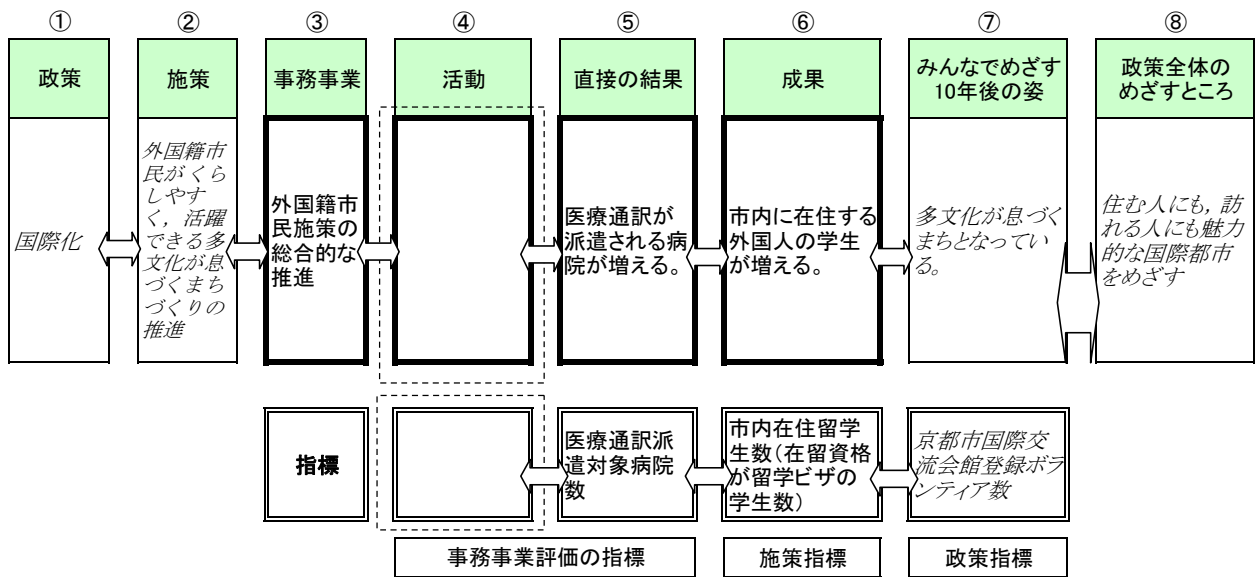 ① ② ③ ④ ⑤ ⑥ ⑦ ⑧
政策
施策
事務事業
活動
直接の結果
成果
みんなでめざす
10年後の姿
政策全体の
めざすところ
国際化
外国籍市
民がくら
しやす
く，活躍
できる多
文化が息
づくまち
づくりの
推進
外国籍市
民施策の
総合的な
推進
医療通訳が
派遣される病
院が増える。
市内に在住する
外国人の学生
が増える。
多文化が息づく
まちとなってい
る。
住む人にも，訪
れる人にも魅力
的な国際都市
をめざす
指標
医療通訳派
遣対象病院
数
市内在住留学
生数（在留資格
が留学ビザの
学生数）
京都市国際交
流会館登録ボラ
ンティア数
事務事業評価の指標
施策指標
政策指標